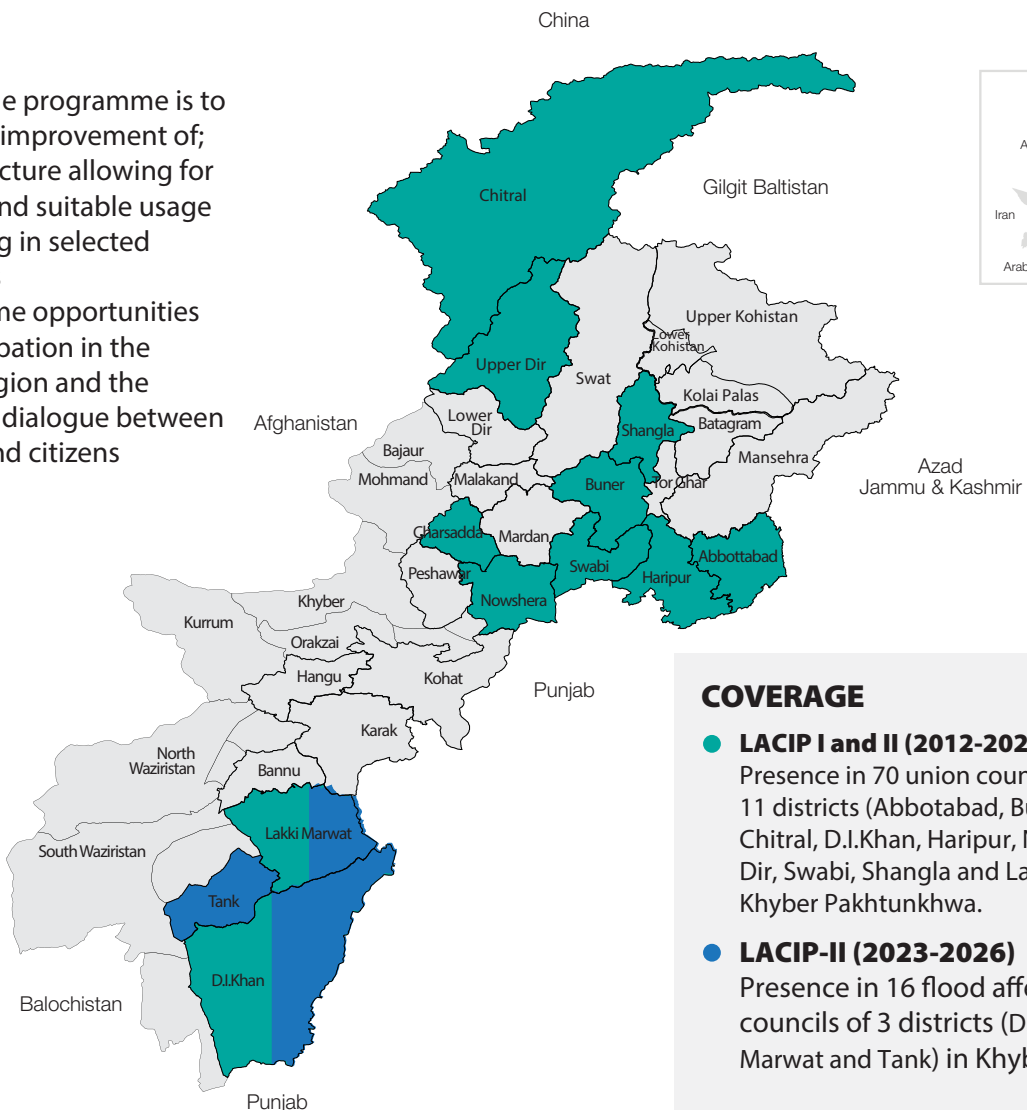 China
e programme is to
improvement of;
cture allowing for
nd suitable usage
g in selected
me opportunities
pation in the
gion and the
dialogue between
nd citizens
Chitral
Gilgit Baltistan
A
Iran
Arab
Upper Kohistan
Lower
Kohistan
Upper Dir
Swat
Kolai Palas
Afghanistan
Lower
Dir
Shangla
Batagram
Bajaur
Mansehra
Azad
Jammu & Kashmir
Mohmand
Malakand
Buner
Tor Ghar
Charsadda
Mardan
Abbottabad
Peshawar
Swabi
Haripur
Nowshera
Khyber
Kurrum
Orakzai
Hangu
Kohat
Punjab
Karak
North
Waziristan
Bannu
Lakki Marwat
South Waziristan
Tank
D.I.Khan
Balochistan
Punjab
COVERAGE
LACIP I and II (2012-202
Presence in 70 union coun
11 districts (Abbotabad, Bu
Chitral, D.I.Khan, Haripur, N
Dir, Swabi, Shangla and La
Khyber Pakhtunkhwa.
LACIP-II (2023-2026)
Presence in 16 flood affe
councils of 3 districts (D
Marwat and Tank) in Khyb